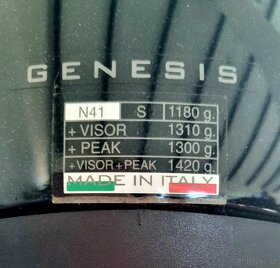 GENESIS
N41 S 1180 g.
+ VISOR 1310 g.
+ PEAK 1300 g.
+VISOR+PEAK 1420 g.
MADE IN ITALY